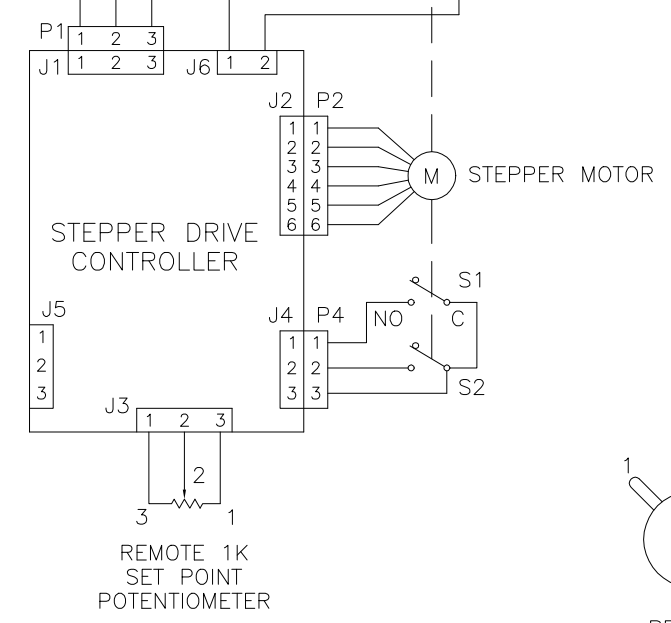 P1 1 2 3
J1 1 2 3
J6 1 2
J2 P2
1 1
2 2
3 3
4 4
5 5
6 6
M STEPPER MOTOR
STEPPER DRIVE
CONTROLLER
S1
J5
J4 P4
NO C
1
2
3
1 1
2 2
3 3
S2
J3
1 2 3
2
3 1
REMOTE 1K
SET POINT
POTENTIOMETER
1